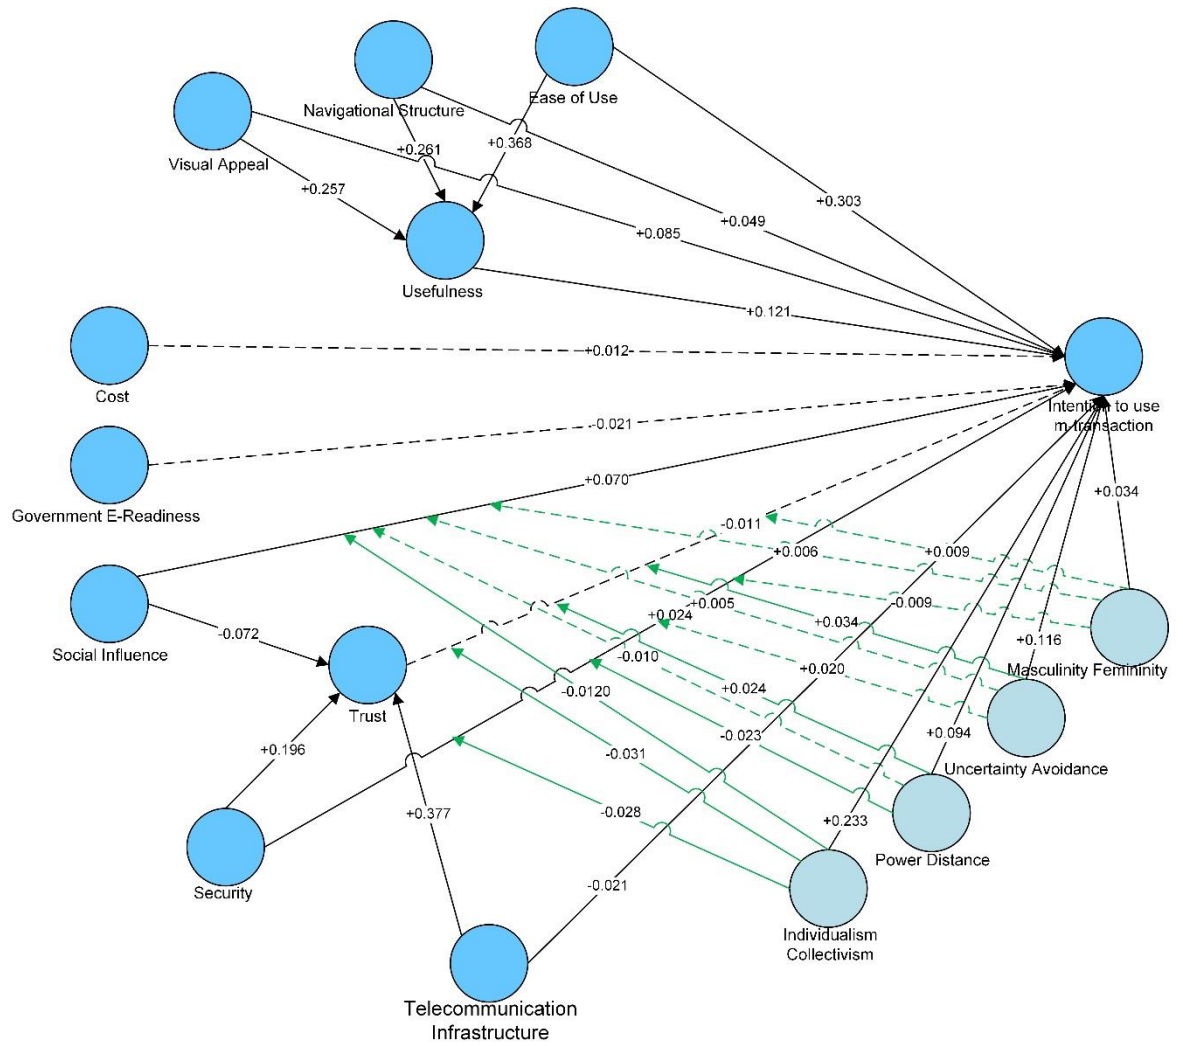 Ease of Use
Navigational Structure
+0.261
+0.368
Visual Appeal
+0.257
+0.303
+0.049
+0.085
Usefulness
+0.121
+0.012
Cost
Intention to use
m-transaction
-0.021
Government E-Readiness
+0.070
+0.034
-0.011
+0.006
+0.009
+0.005
-0.009
+0.024
+0.034
-0.072
Social Influence
+0.116
-0.010
+0.020
Masculinity Femininity
+0.024
-0.0120
Trust
+0.196
-0.031
-0.023
+0.094
Uncertainty Avoidance
+0.377
-0.028
+0.233
Power Distance
Security
-0.021
Individualism
Collectivism
Telecommunication
Infrastructure